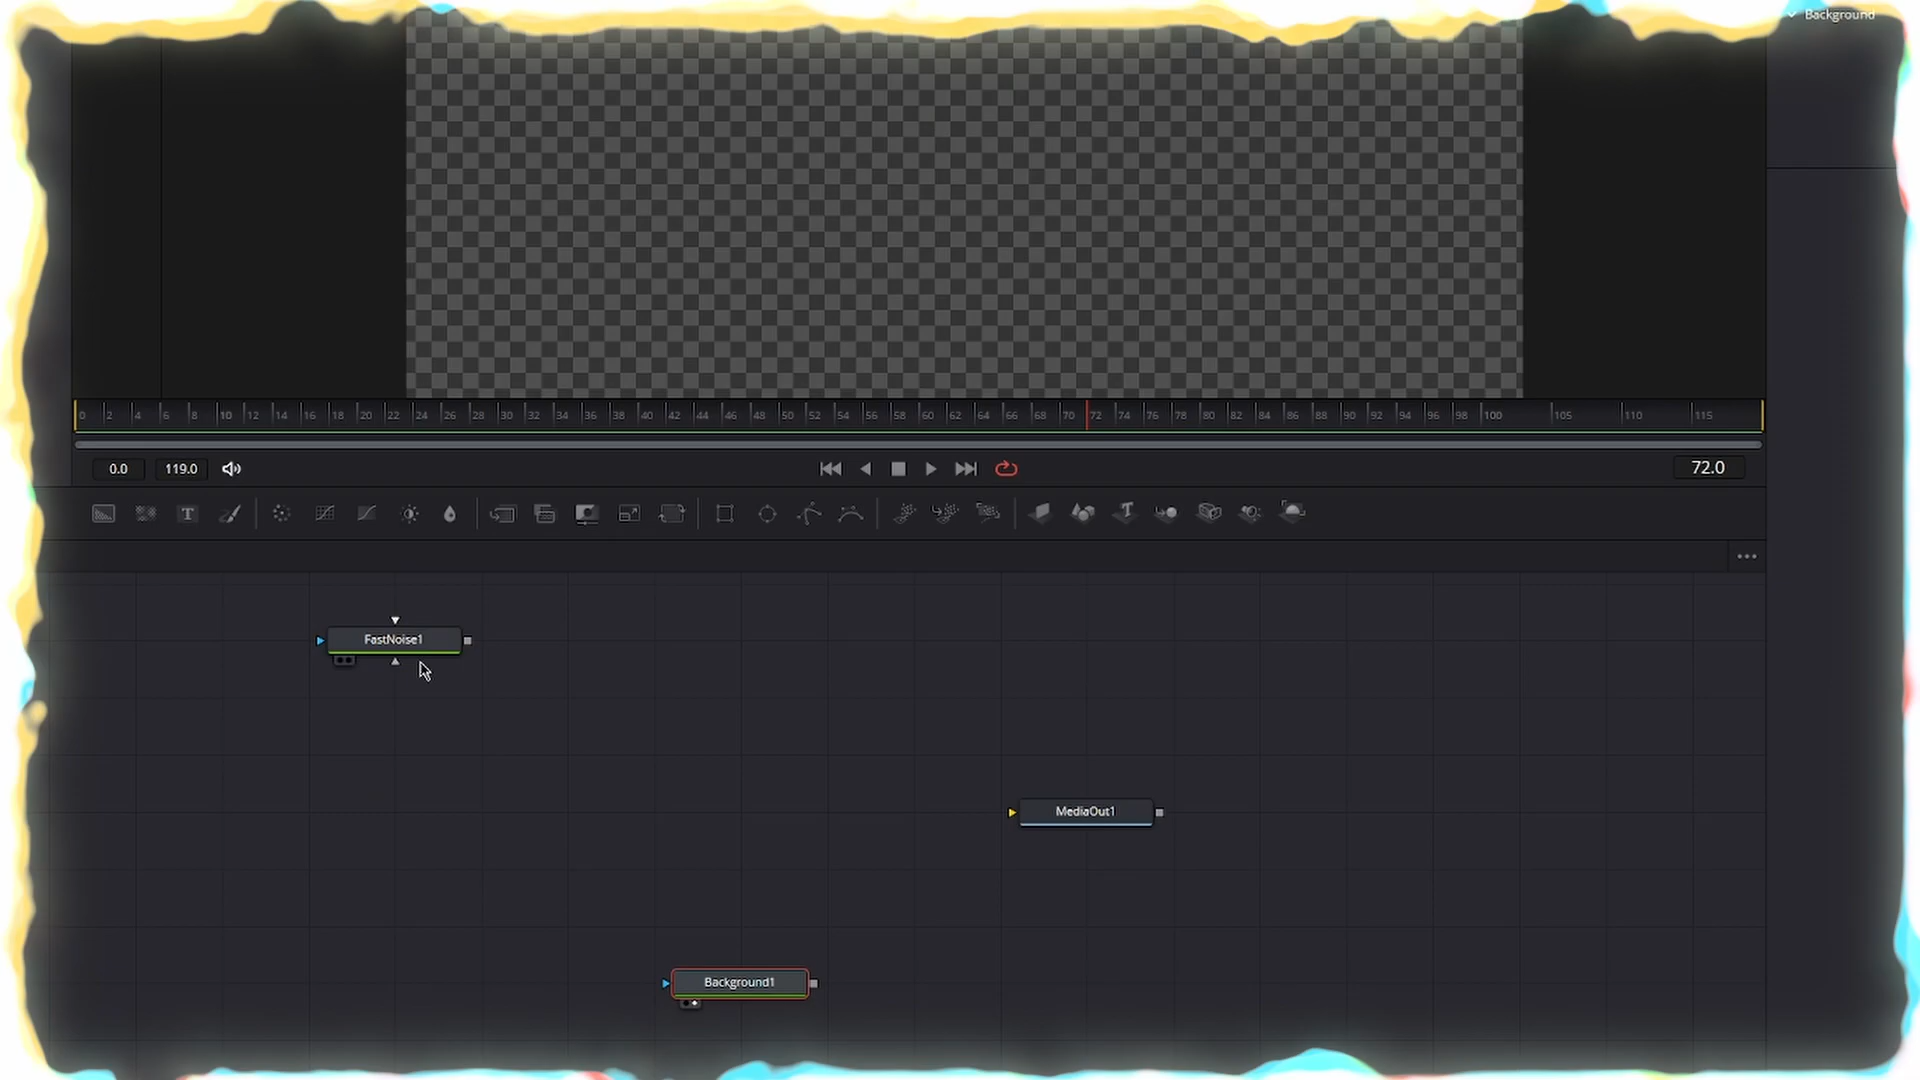 ✓ Background
0 2 4 6 8 10 12 14 16 18 20 22 24 26 28 30 32 34 36 38 40 42 44 46 48 50 52 54 56 58 60 62 64 66 68 70 72 74 76 78 80 82 84 86 88 90 92 94 96 98 100 105 110 115
0.0 119.0 72.0
T T
FastNoise1
MediaOut1
Background1